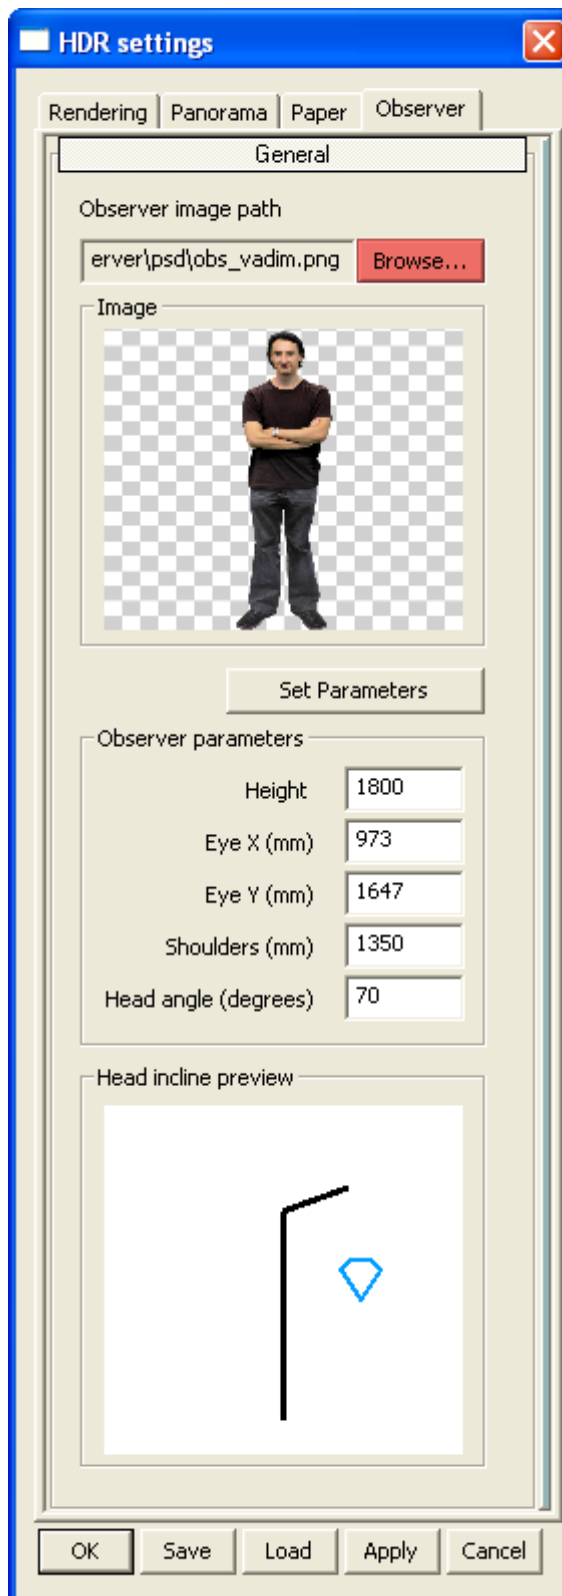 HDR settings
Rendering Panorama Paper Observer
General
Observer image path
erver\psd\obs_vadim.png Browse...
Image
Set Parameters
Observer parameters
Height 1800
Eye X (mm) 973
Eye Y (mm) 1647
Shoulders (mm) 1350
Head angle (degrees) 70
Head incline preview
OK Save Load Apply Cancel